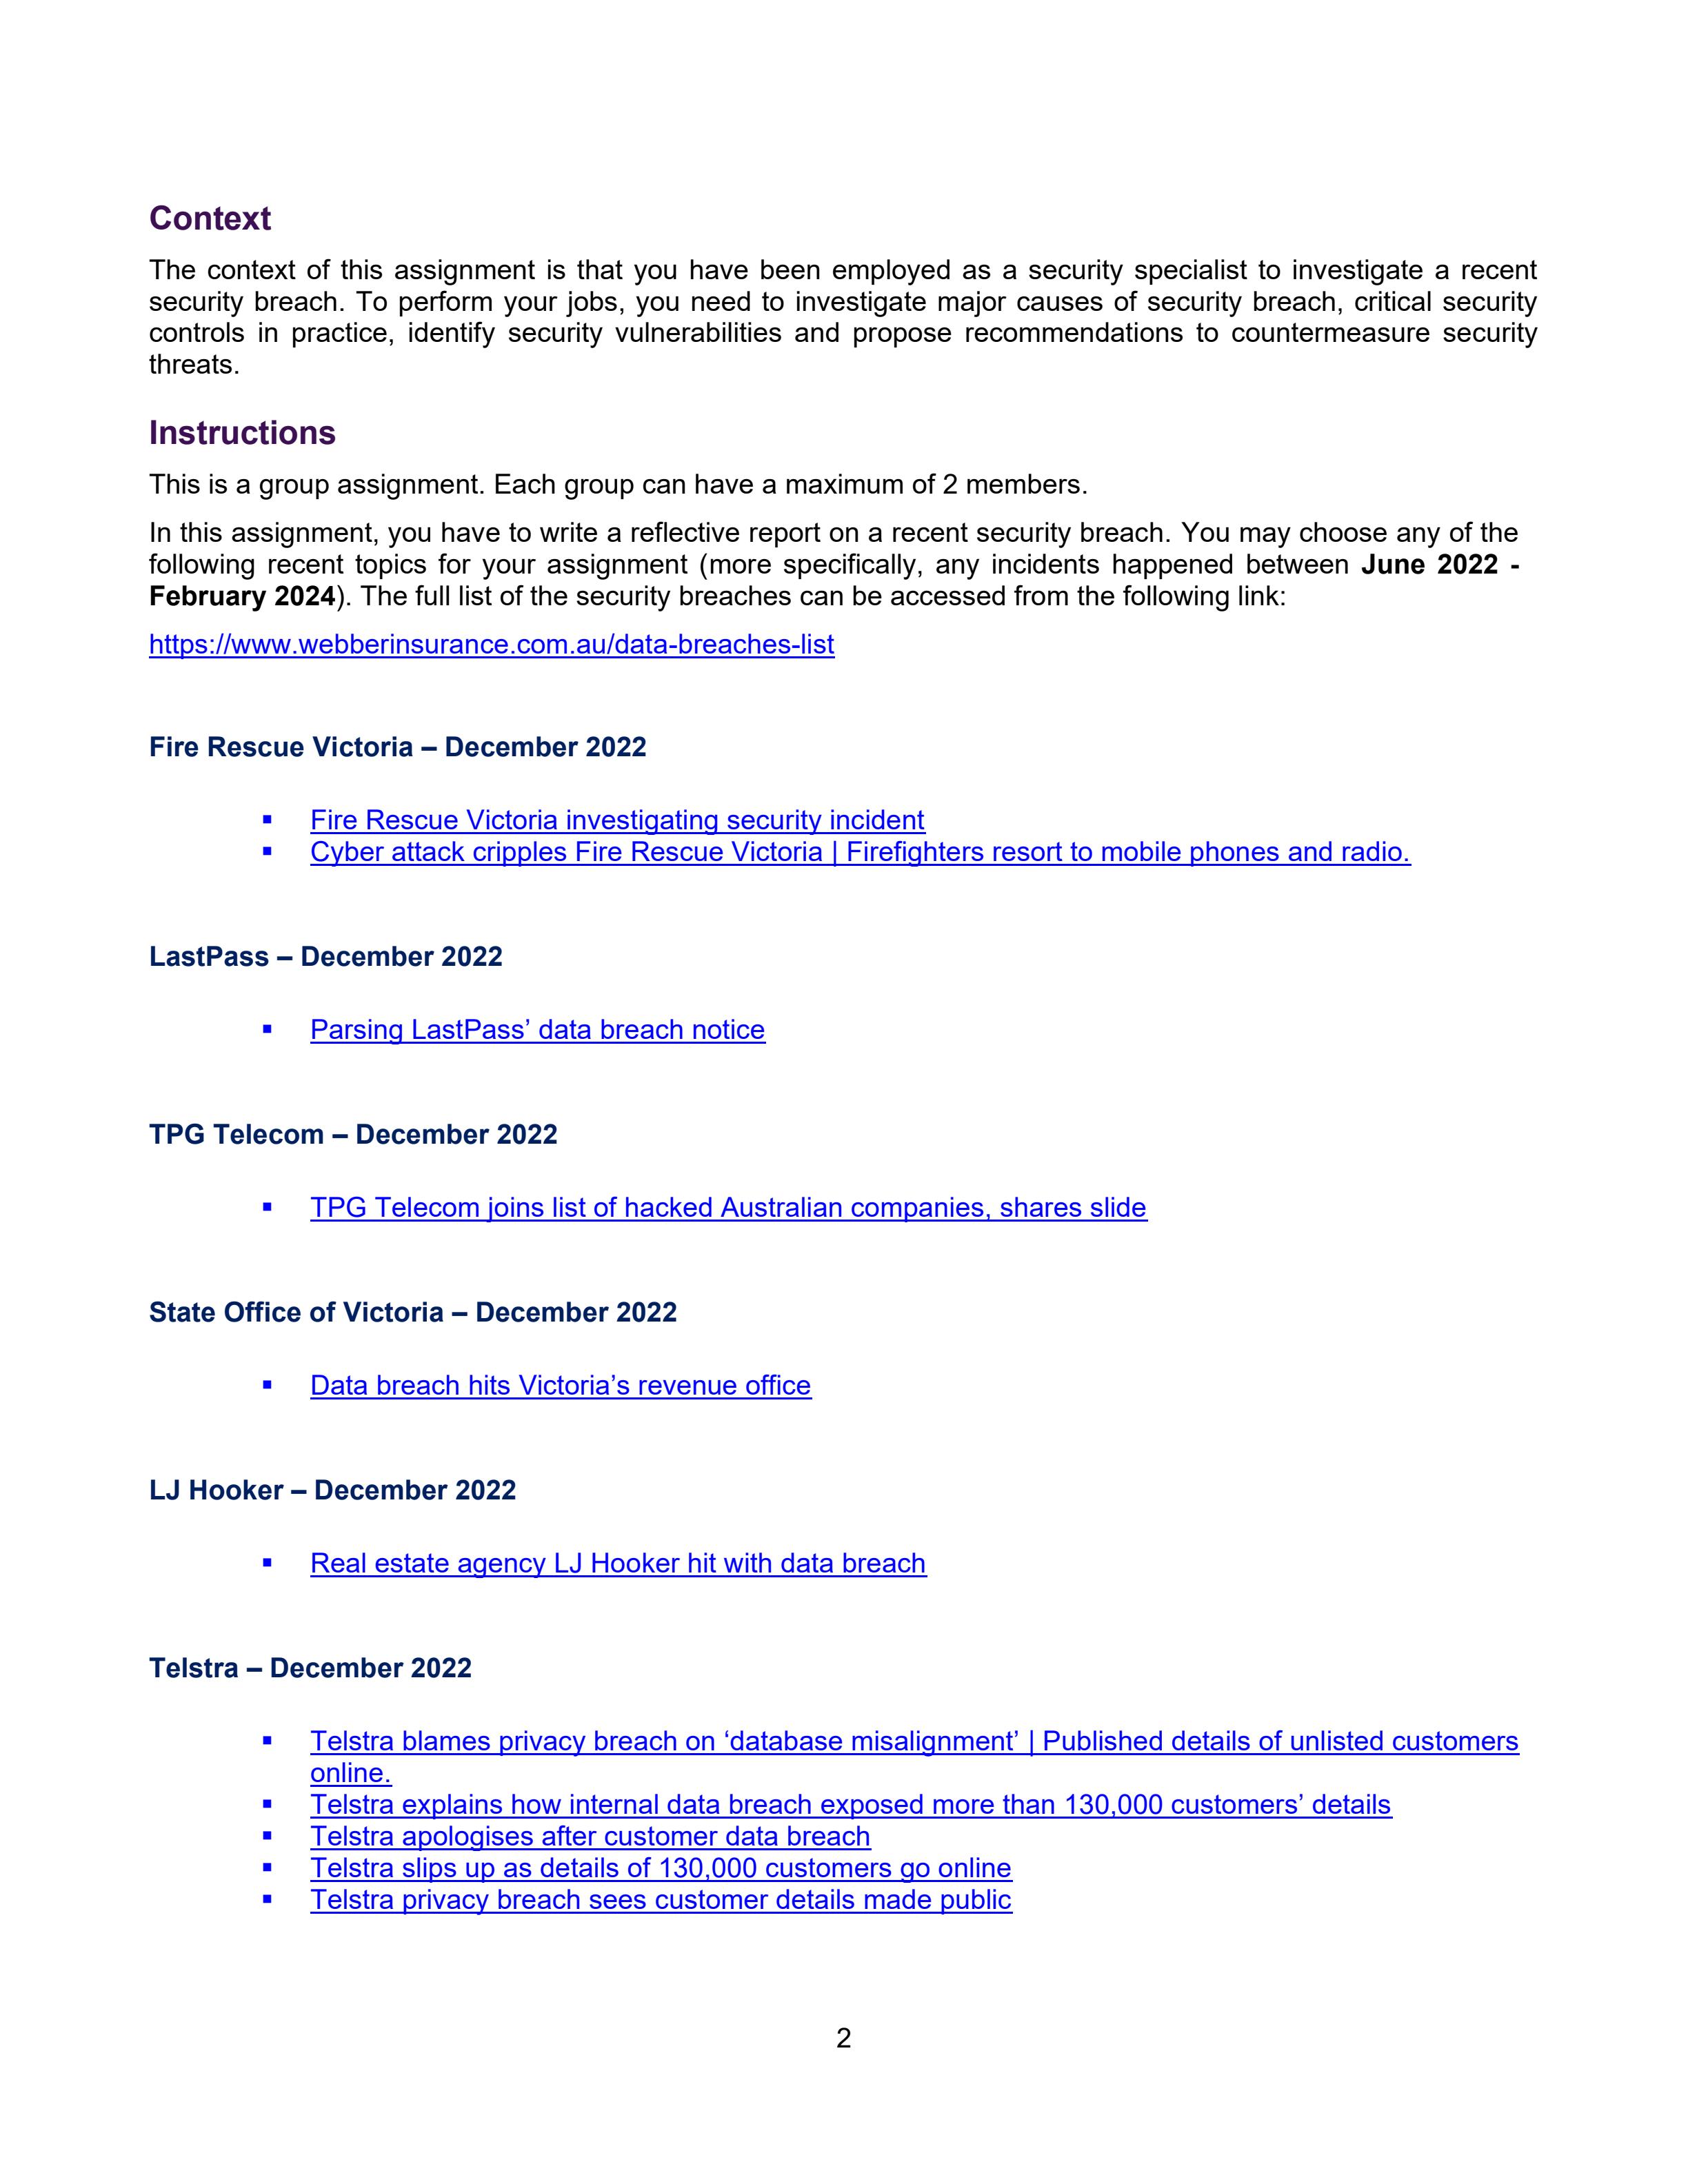 Context
The context of this assignment is that you have been employed as a security specialist to investigate a recent
security breach. To perform your jobs, you need to investigate major causes of security breach, critical security
controls in practice, identify security vulnerabilities and propose recommendations to countermeasure security
threats.
Instructions
This is a group assignment. Each group can have a maximum of 2 members.
In this assignment, you have to write a reflective report on a recent security breach. You may choose any of the
following recent topics for your assignment (more specifically, any incidents happened between June 2022 -
February 2024). The full list of the security breaches can be accessed from the following link:
https://www.webberinsurance.com.au/data-breaches-list
Fire Rescue Victoria – December 2022
▪ Fire Rescue Victoria investigating security incident
▪ Cyber attack cripples Fire Rescue Victoria | Firefighters resort to mobile phones and radio.
LastPass – December 2022
▪ Parsing LastPass’ data breach notice
TPG Telecom – December 2022
▪ TPG Telecom joins list of hacked Australian companies, shares slide
State Office of Victoria – December 2022
▪ Data breach hits Victoria’s revenue office
LJ Hooker – December 2022
▪ Real estate agency LJ Hooker hit with data breach
Telstra – December 2022
▪ Telstra blames privacy breach on ‘database misalignment’ | Published details of unlisted customers
online.
▪ Telstra explains how internal data breach exposed more than 130,000 customers’ details
▪ Telstra apologises after customer data breach
▪ Telstra slips up as details of 130,000 customers go online
▪ Telstra privacy breach sees customer details made public
2